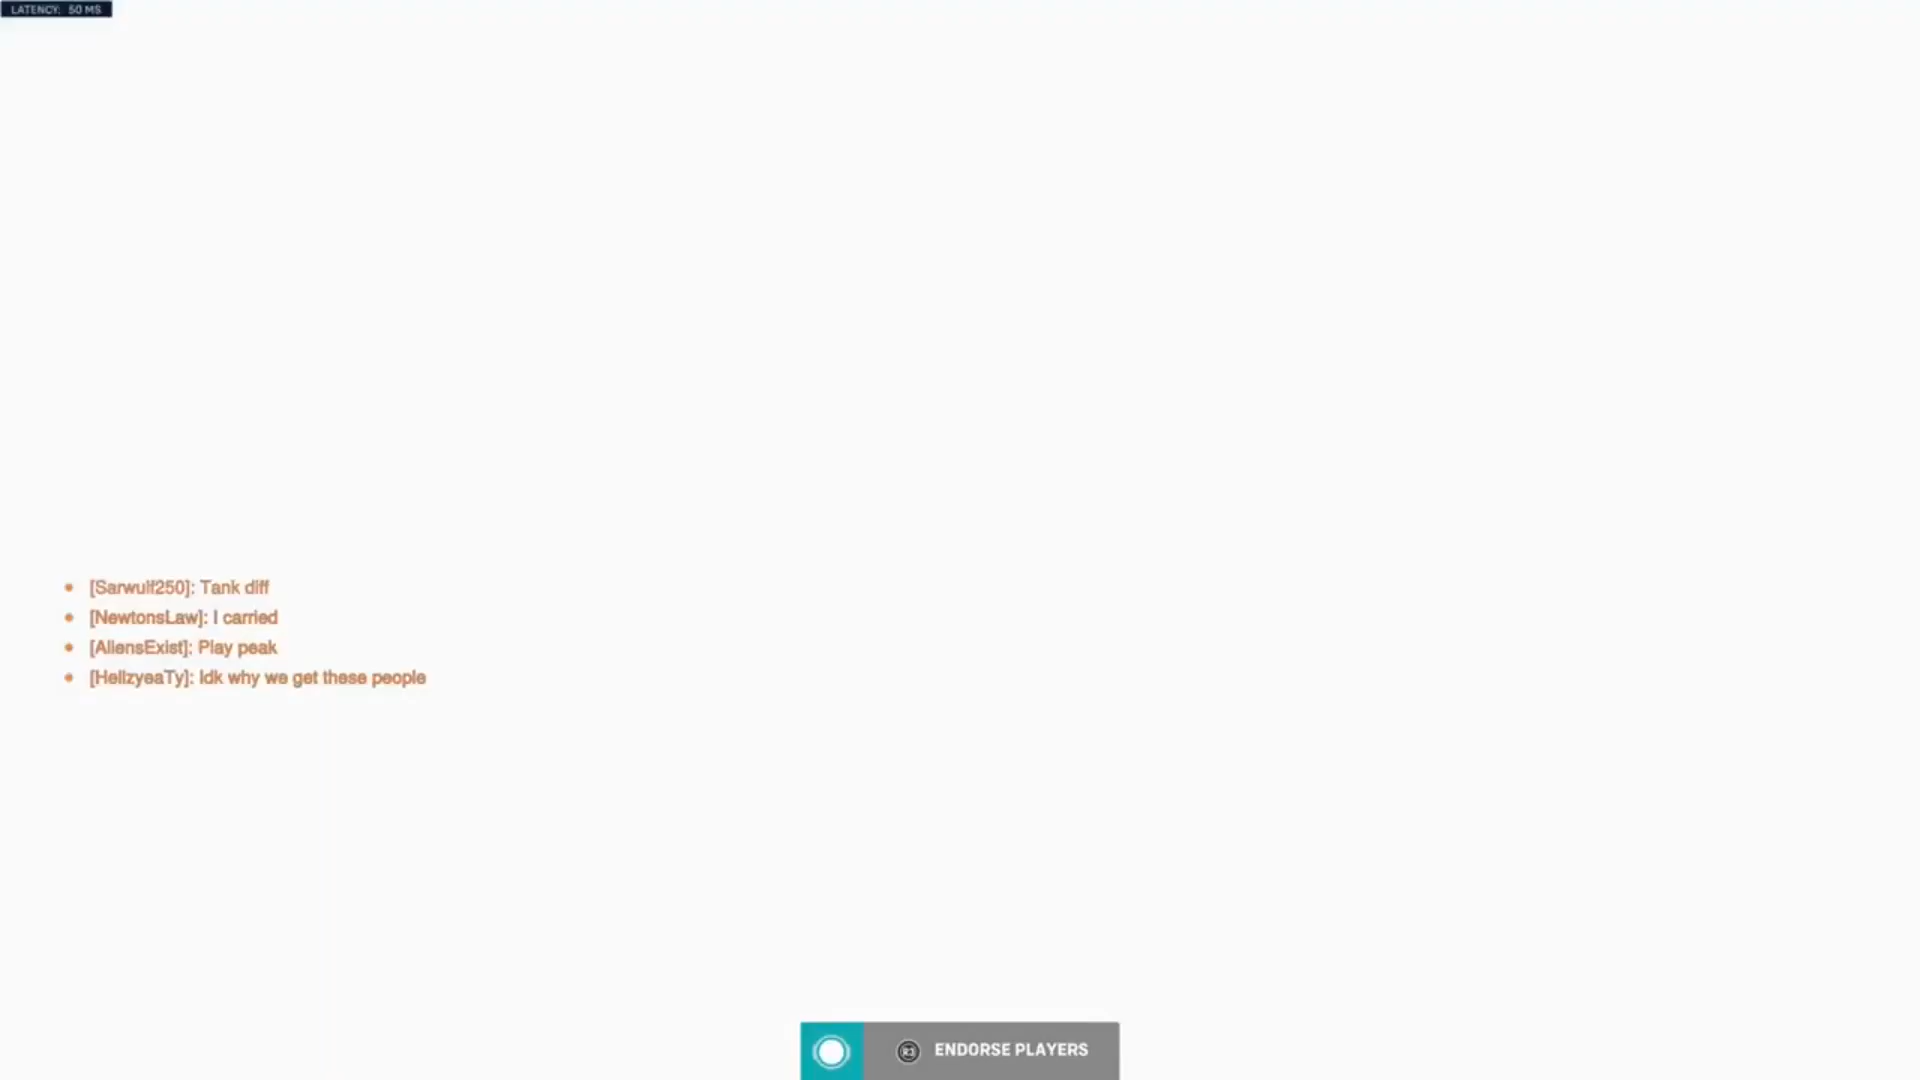 LATENCY: 50 MS
[Sarwulf250]: Tank diff
[NewtonsLaw]: I carried
[AliensExist]: Play peak
[HellzyeaTy]: Idk why we get these people
R3 ENDORSE PLAYERS